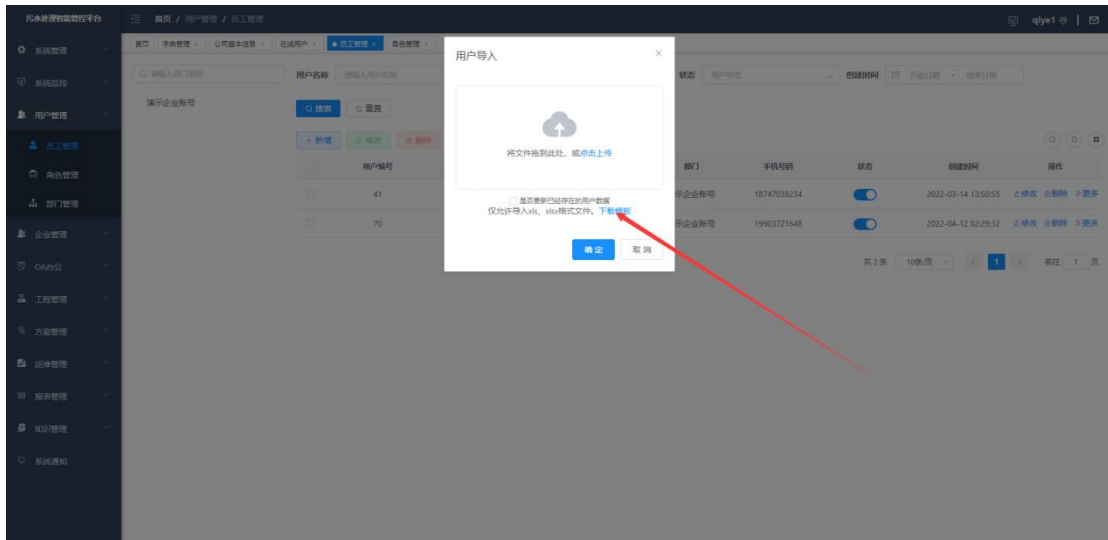 污水处理智能管控平台
首页 / 用户管理 / 员工管理
qiye1
首页 字典管理 × 公司基本信息 × 在线用户 × 员工管理 × 角色管理 ×
系统管理
系统监控
用户管理
员工管理
角色管理
部门管理
企业管理
OA办公
工程管理
方案管理
运维管理
报表管理
知识管理
系统通知
请输入部门名称
演示企业账号
用户名称 请输入用户名称
状态 用户状态
创建时间 开始日期 - 结束日期
搜索 重置
+ 新增 修改 删除
用户编号 部门 手机号码 状态 创建时间 操作
41 示企业账号 18747038234 2022-03-14 13:50:55 修改 删除 更多
70 示企业账号 19903721648 2022-04-12 02:29:32 修改 删除 更多
共 2 条 10条/页 < 1 > 前往 1 页
用户导入 ×
将文件拖到此处，或点击上传
是否更新已经存在的用户数据
仅允许导入xls、xlsx格式文件。下载模板
确 定 取 消